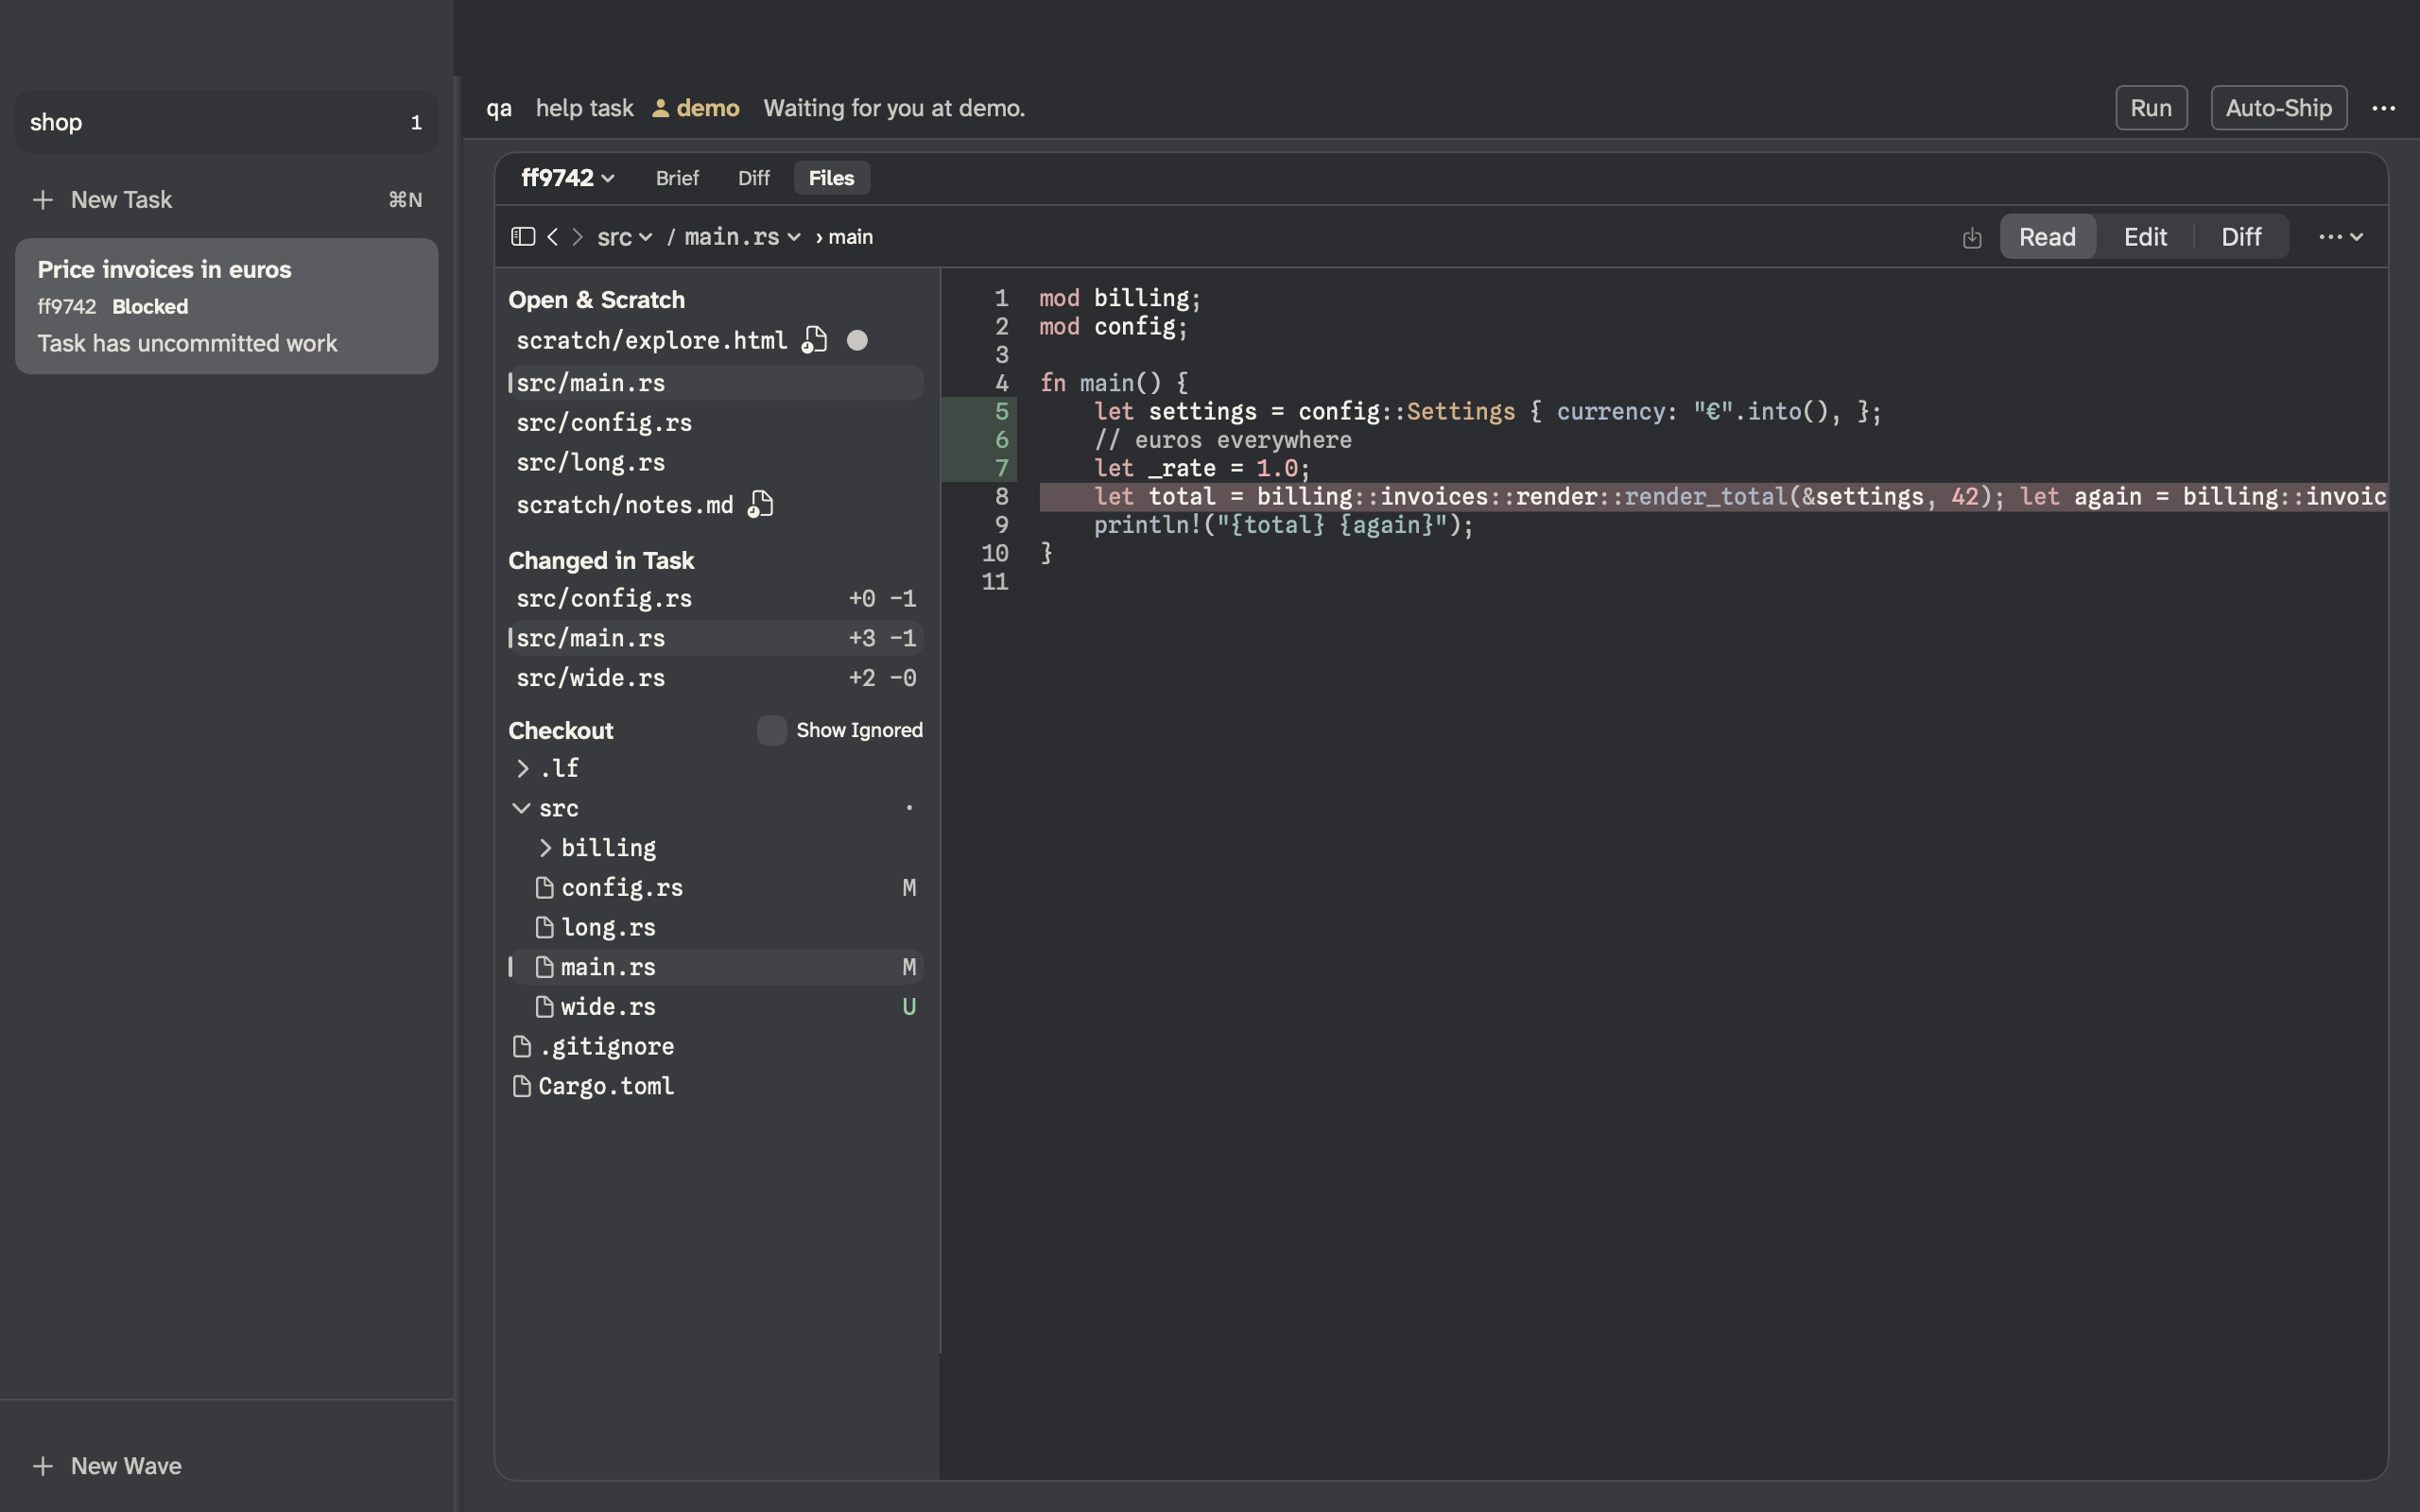 shop 1
New Task ⌘N
Price invoices in euros
ff9742 Blocked
Task has uncommitted work
New Wave
qa help task demo Waiting for you at demo.
Run Auto-Ship ···
ff9742 Brief Diff Files
src / main.rs › main
Read Edit Diff ···
Open & Scratch
scratch/explore.html
src/main.rs
src/config.rs
src/long.rs
scratch/notes.md
Changed in Task
src/config.rs +0 −1
src/main.rs +3 −1
src/wide.rs +2 −0
Checkout Show Ignored
.lf
src •
billing
config.rs M
long.rs
main.rs M
wide.rs U
.gitignore
Cargo.toml
1 mod billing;
2 mod config;
3
4 fn main() {
5 let settings = config::Settings { currency: "€".into(), };
6 // euros everywhere
7 let _rate = 1.0;
8 let total = billing::invoices::render::render_total(&settings, 42); let again = billing::invoic
9 println!("{total} {again}");
10 }
11